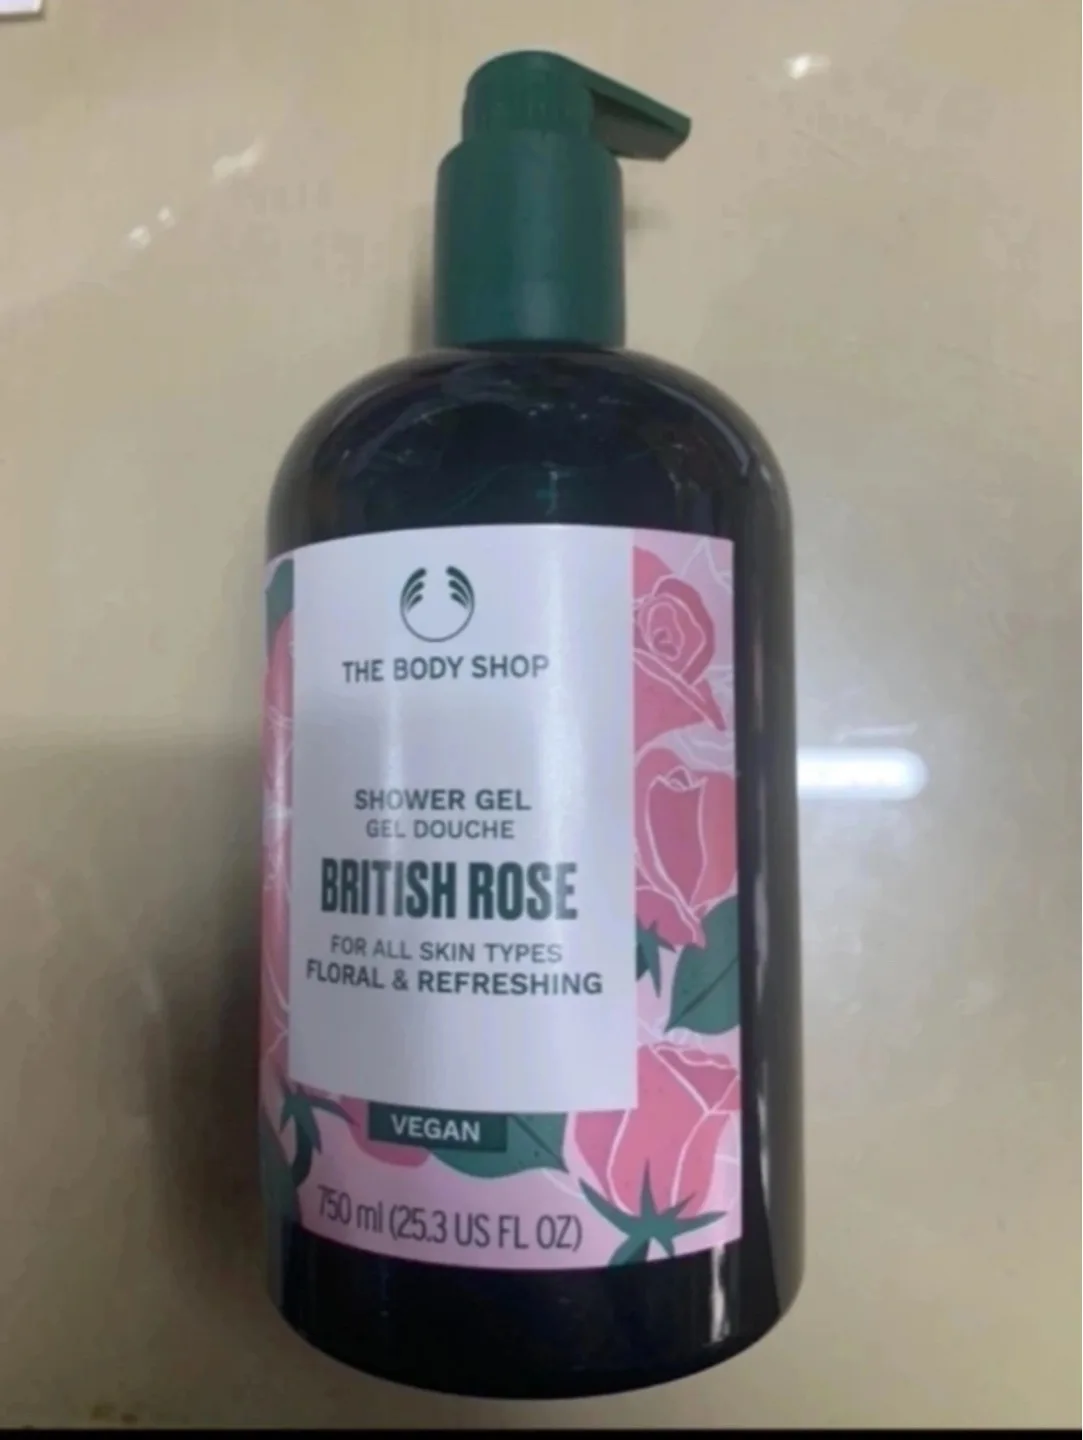 THE BODY SHOP
SHOWER GEL
GEL DOUCHE
BRITISH ROSE
FOR ALL SKIN TYPES
FLORAL & REFRESHING
VEGAN
750 ml (25.3 US FL OZ)